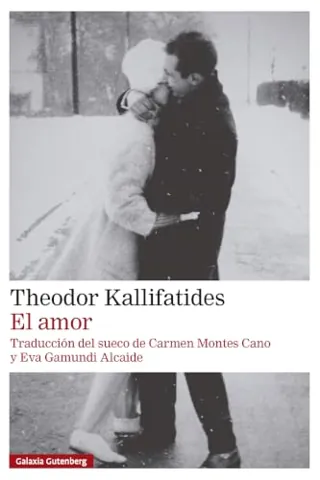 Theodor Kallifatides
El amor
Traducción del sueco de Carmen Montes Cano
y Eva Gamundi Alcaide
Galaxia Gutenberg